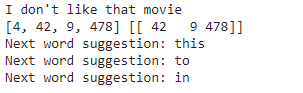 I don't like that movie
[4, 42, 9, 478] [[ 42   9 478]]
Next word suggestion: this
Next word suggestion: to
Next word suggestion: in